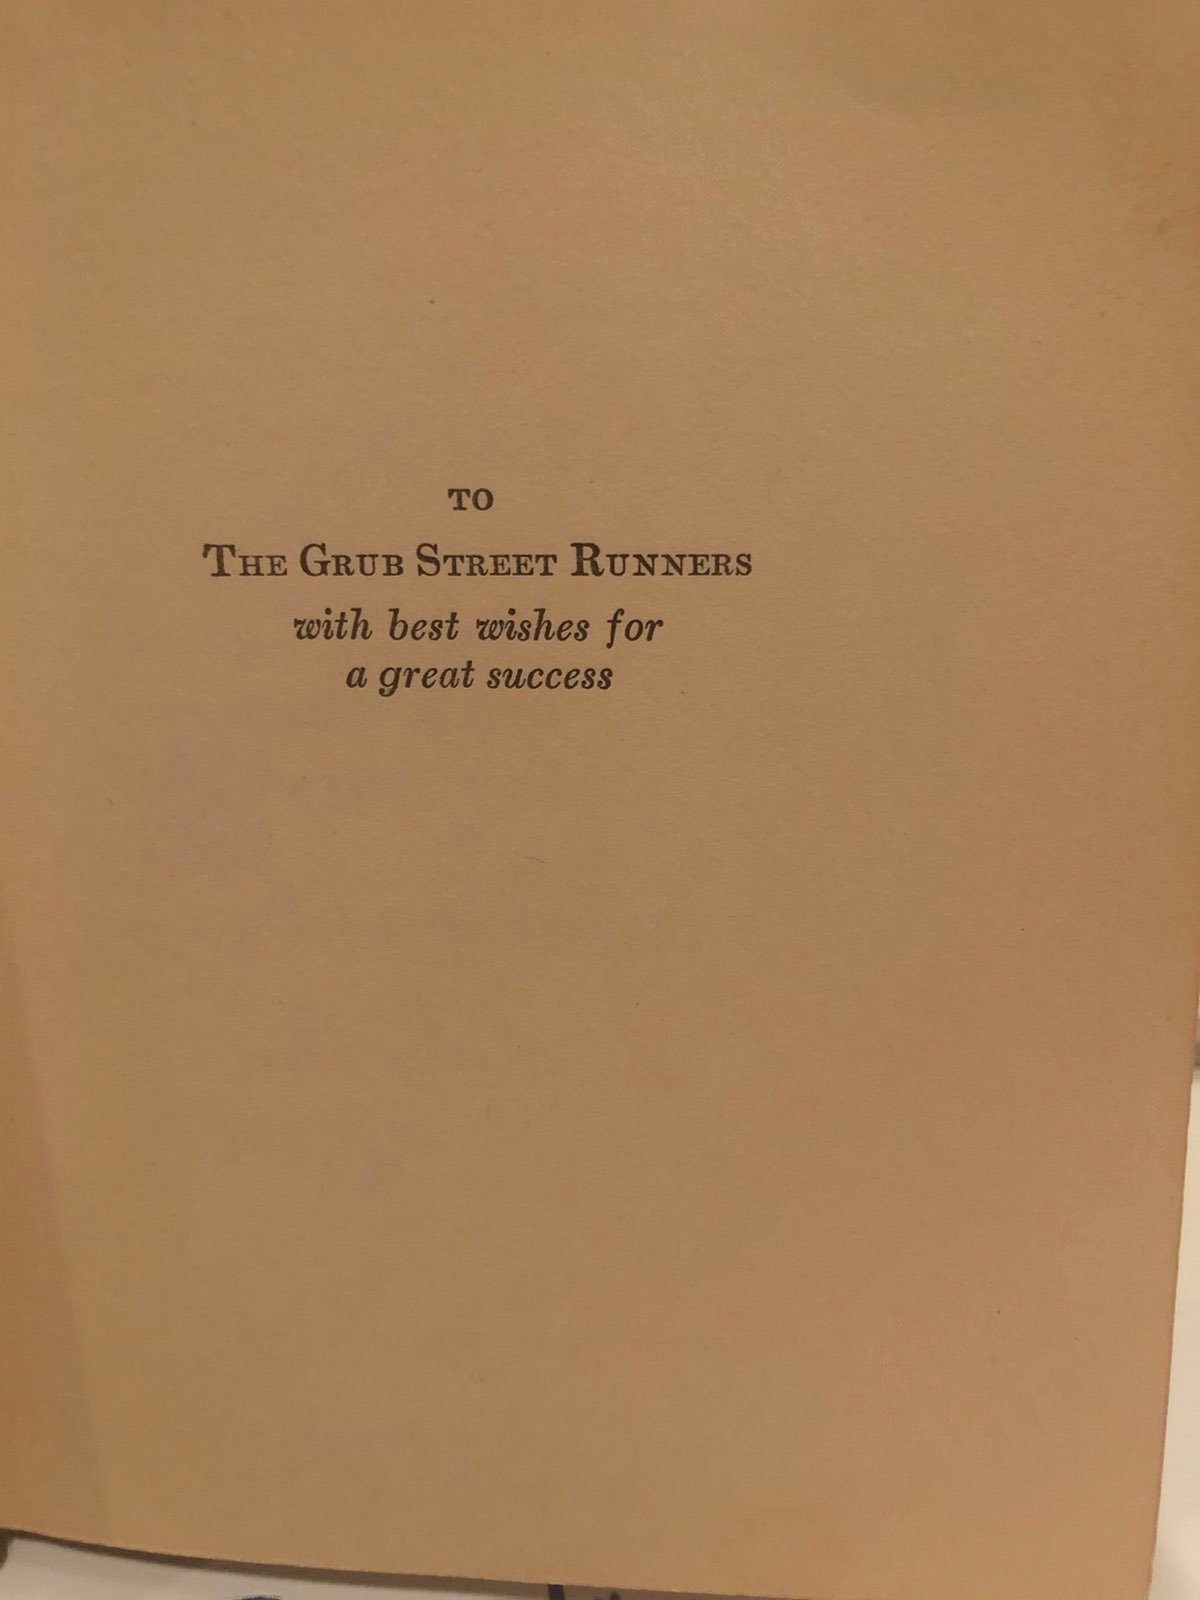 TO
THE GRUB STREET RUNNERS
with best wishes for
a great success